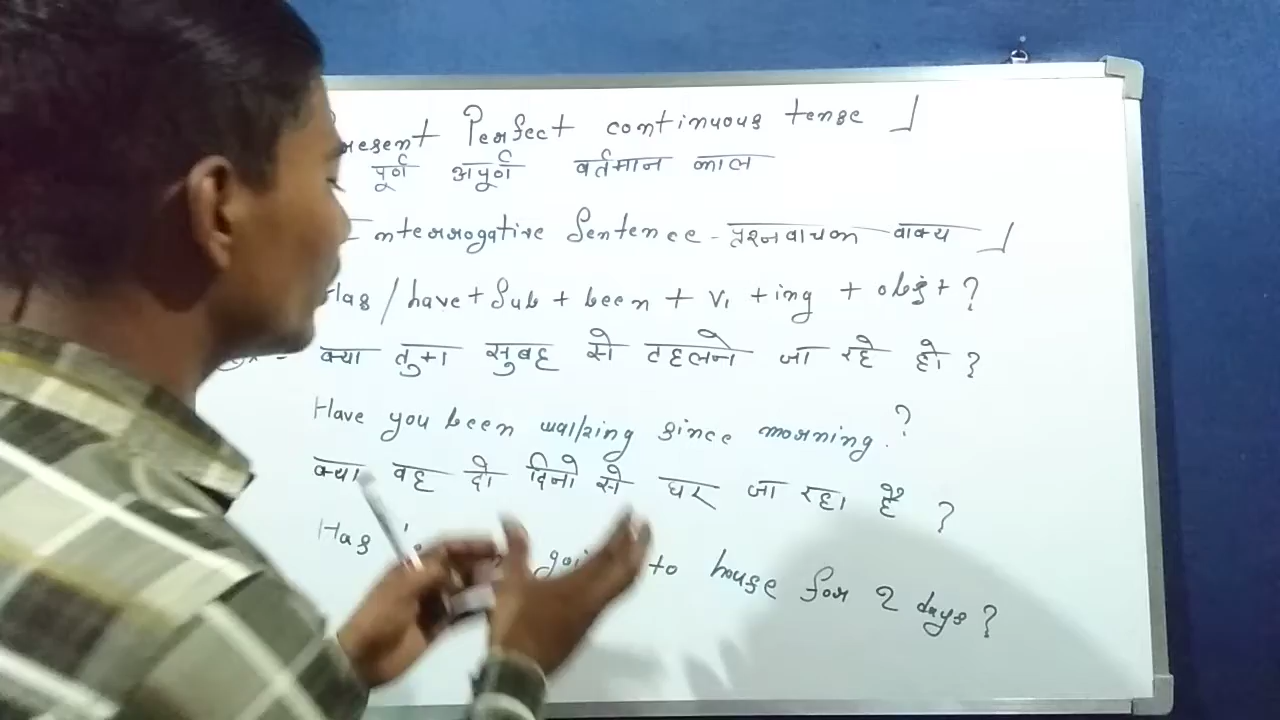 Present Perfect continuous tense
पूर्ण अपूर्ण वर्तमान काल
Interrogative Sentence - प्रश्नवाचक वाक्य
Has / have + Sub + been + V₁ + ing + obj + ?
क्या तुम सुबह से टहलने जा रहे हो ?
Have you been walking since morning.?
क्या वह दो दिनो से घर जा रहा है ?
Has to house for 2 days ?